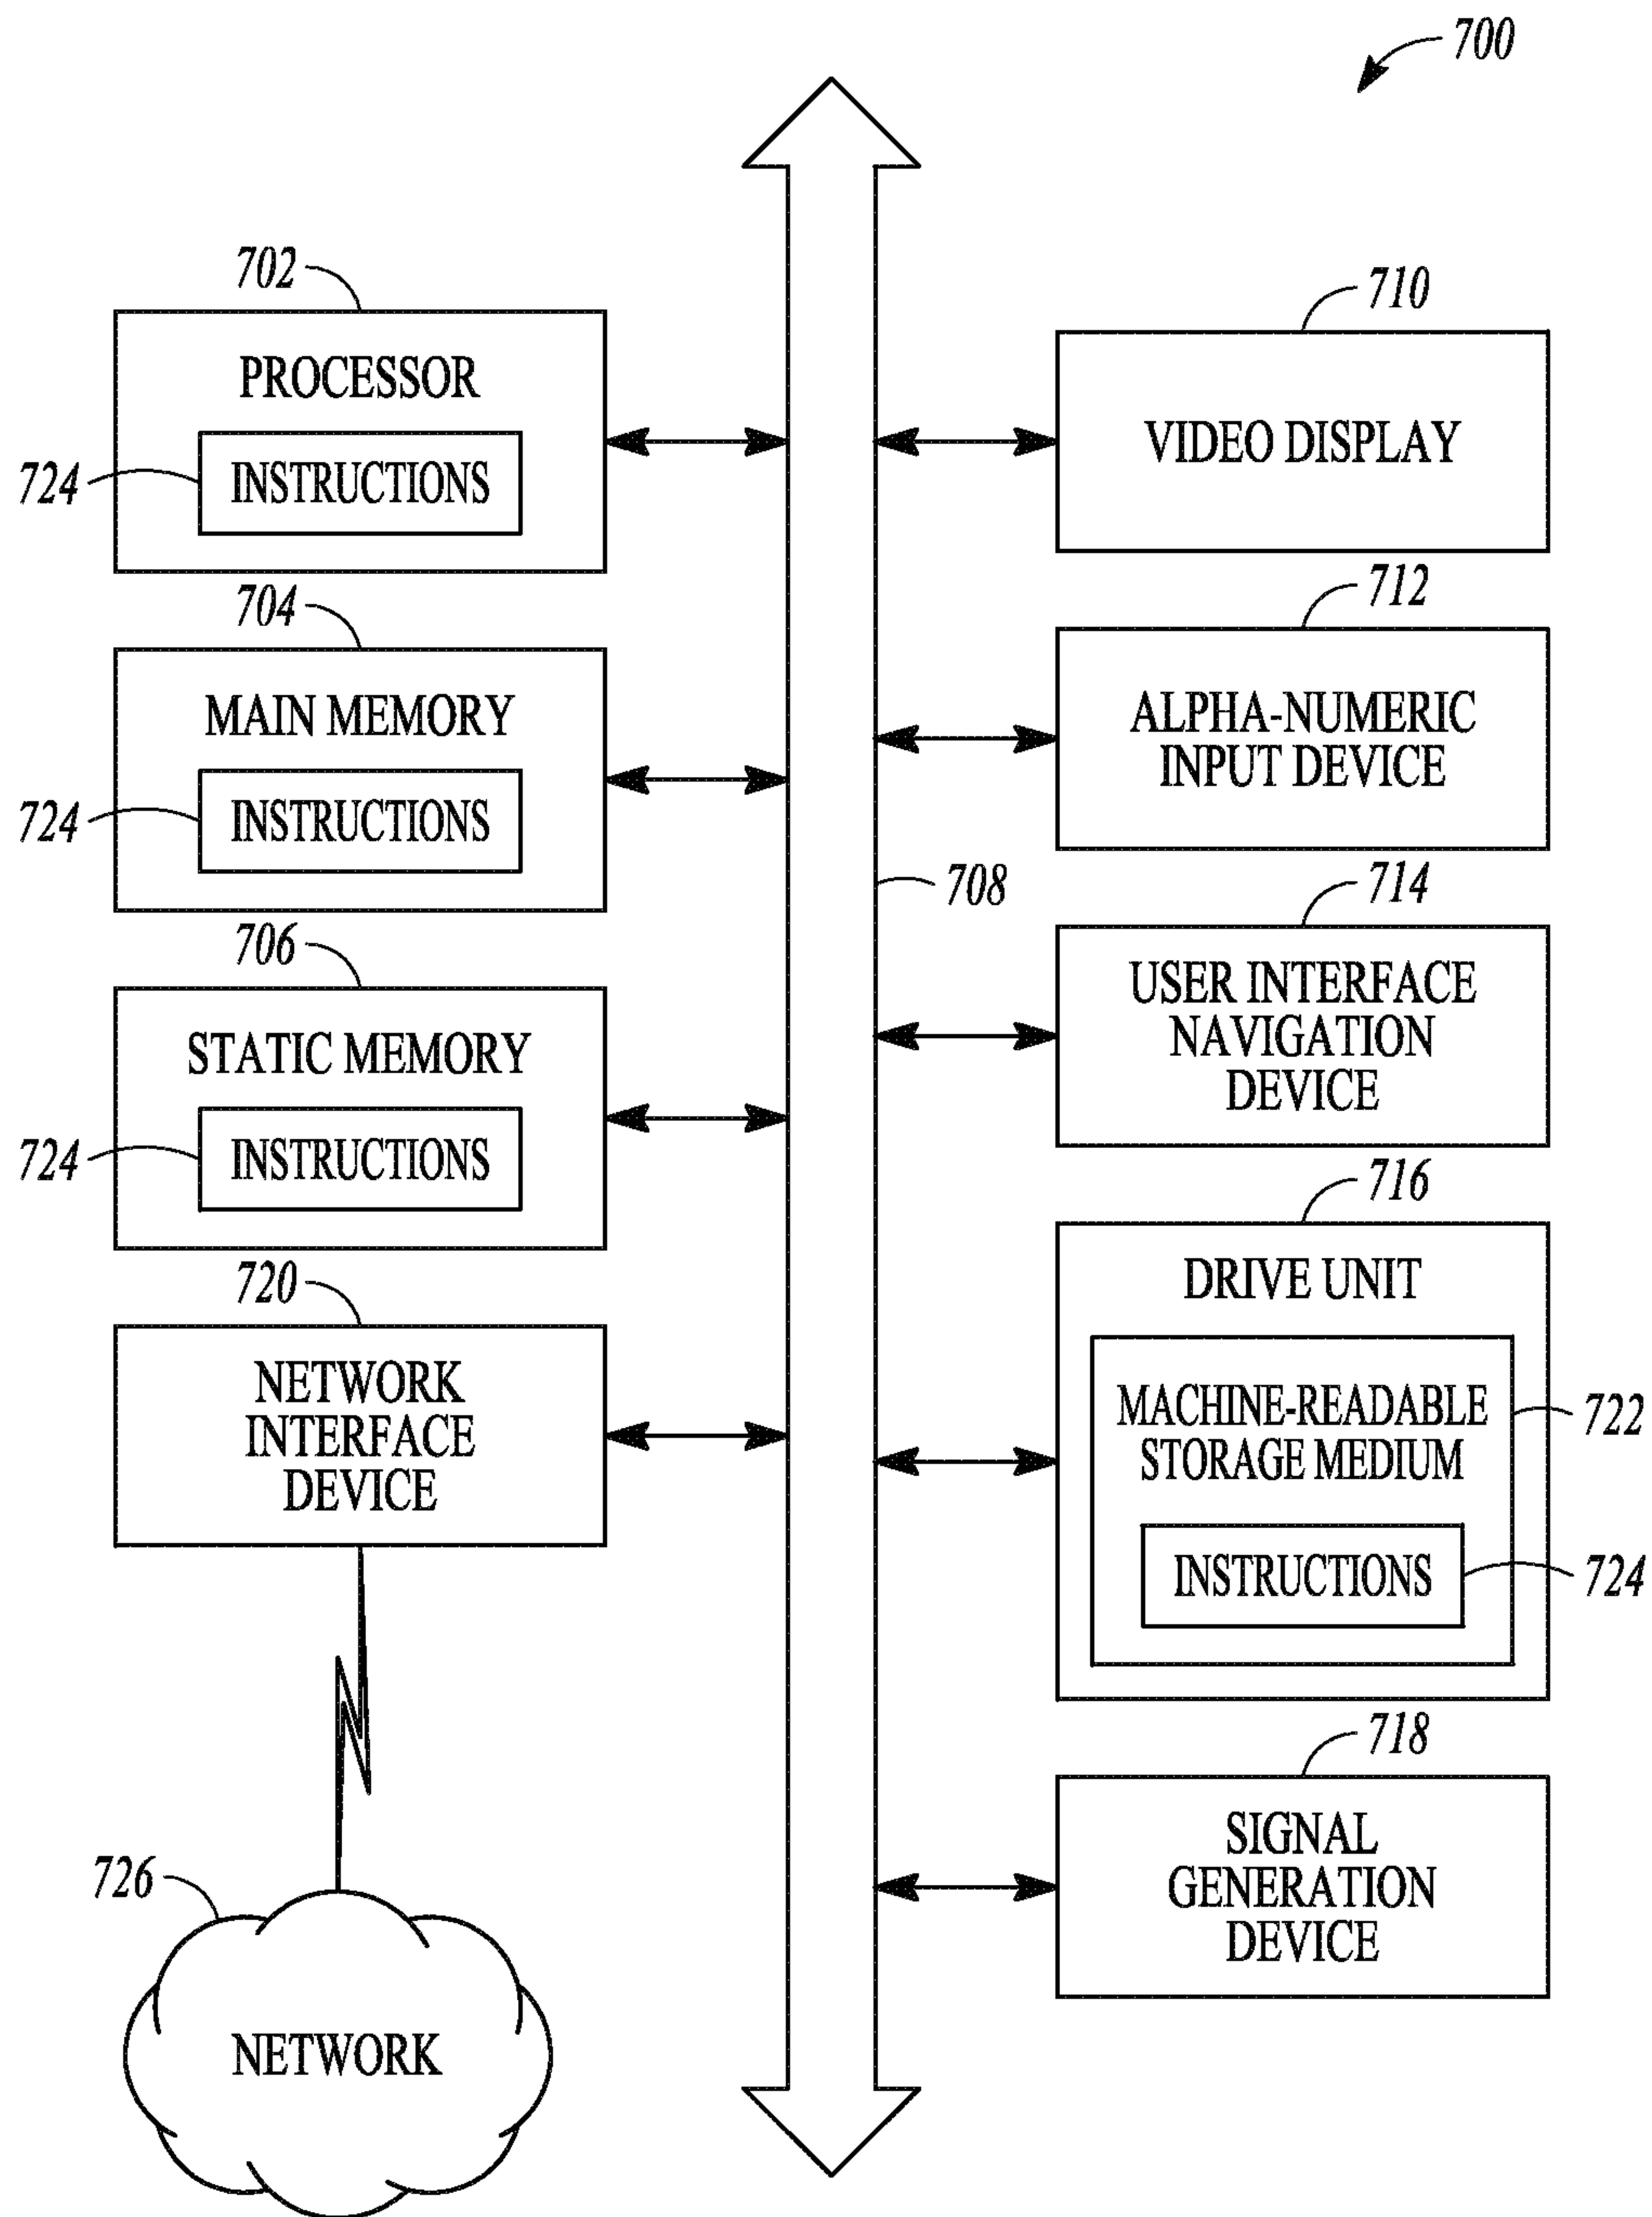 700
702
PROCESSOR
724
INSTRUCTIONS
704
MAIN MEMORY
724
INSTRUCTIONS
706
STATIC MEMORY
724
INSTRUCTIONS
720
NETWORK
INTERFACE
DEVICE
726
NETWORK
708
710
VIDEO DISPLAY
712
ALPHA-NUMERIC
INPUT DEVICE
714
USER INTERFACE
NAVIGATION
DEVICE
716
DRIVE UNIT
MACHINE-READABLE
STORAGE MEDIUM
722
INSTRUCTIONS
724
718
SIGNAL
GENERATION
DEVICE